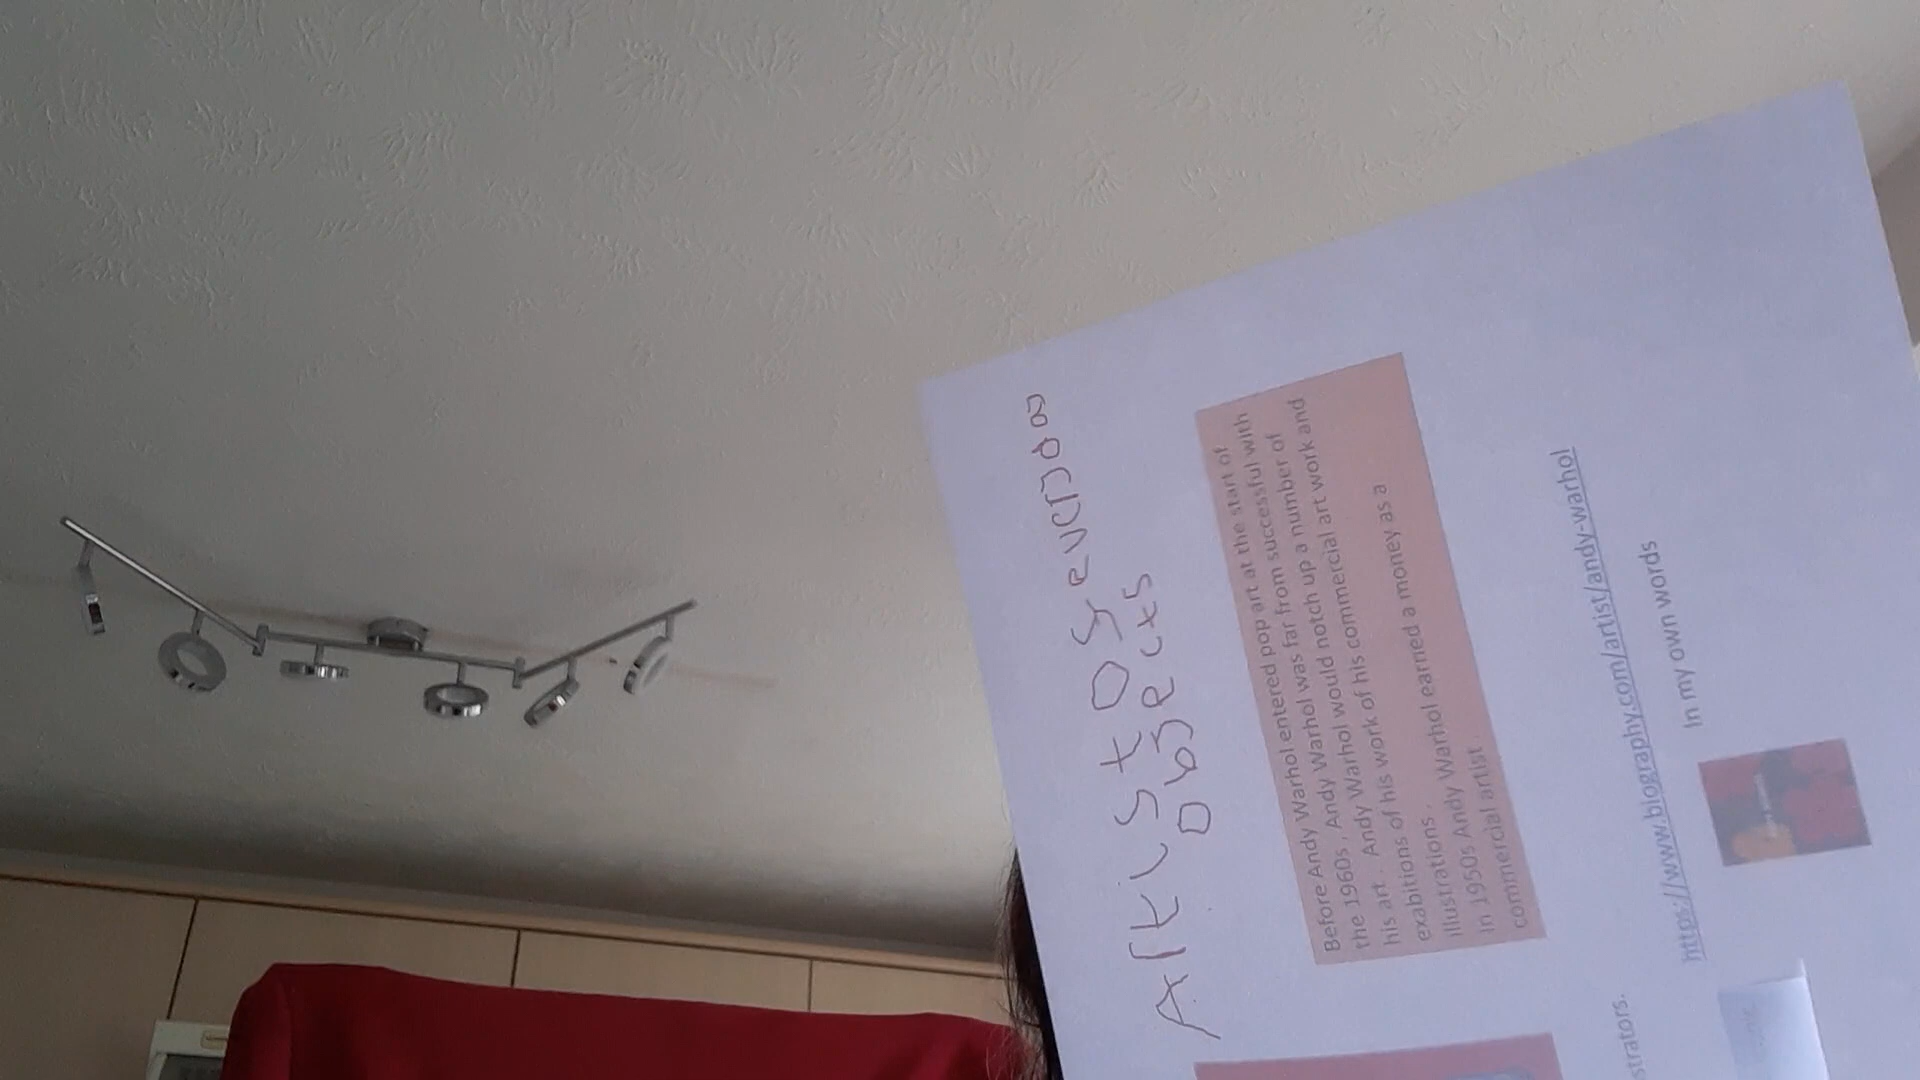 Artist Of everyday
objects
Before Andy Warhol entered pop art at the start of
the 1960s , Andy Warhol was far from successful with
his art . Andy Warhol would notch up a number of
exabitions of his work of his commercial art work and
illustrations .
in 1950s Andy Warhol earned a money as a
commercial artist
https://www.biography.com/artist/andy-warhol
In my own words
strators.